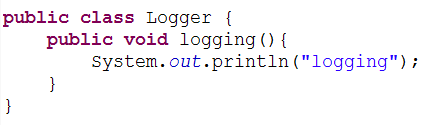 public class Logger {
    public void logging(){
        System.out.println("logging");
    }
}